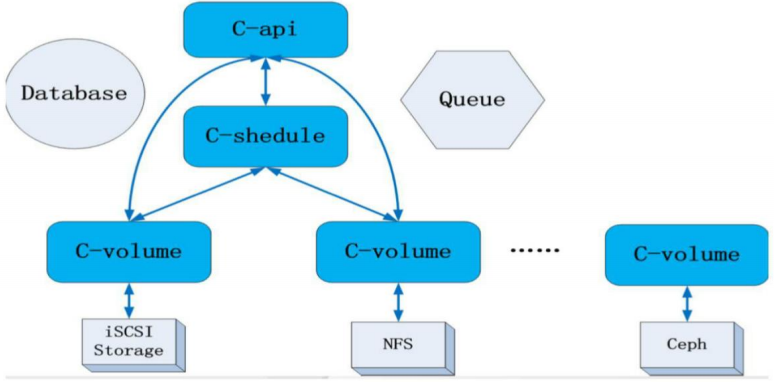 C-api
Database
Queue
C-shedule
C-volume
C-volume
......
C-volume
iSCSI
Storage
NFS
Ceph